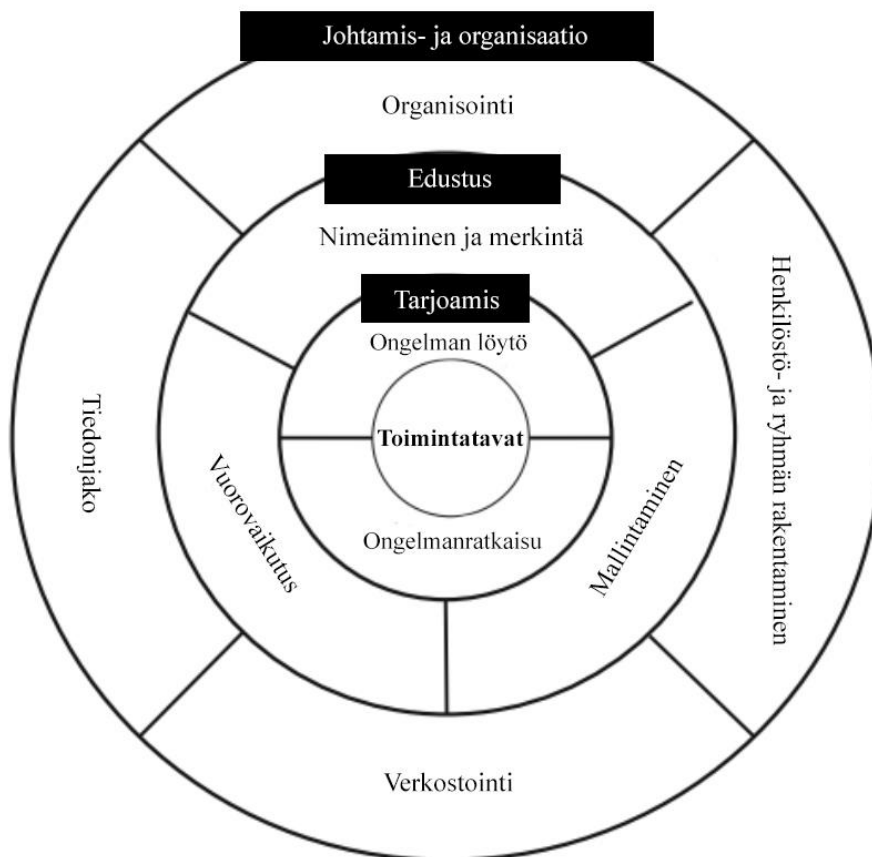 Johtamis- ja organisaatio
Organisointi
Edustus
Nimeäminen ja merkintä
Tarjoamis
Ongelman löytö
Toimintatavat
Ongelmanratkaisu
Tiedonjako
Vuorovaikutus
Mallintaminen
Henkilöstö- ja ryhmän rakentaminen
Verkostointi